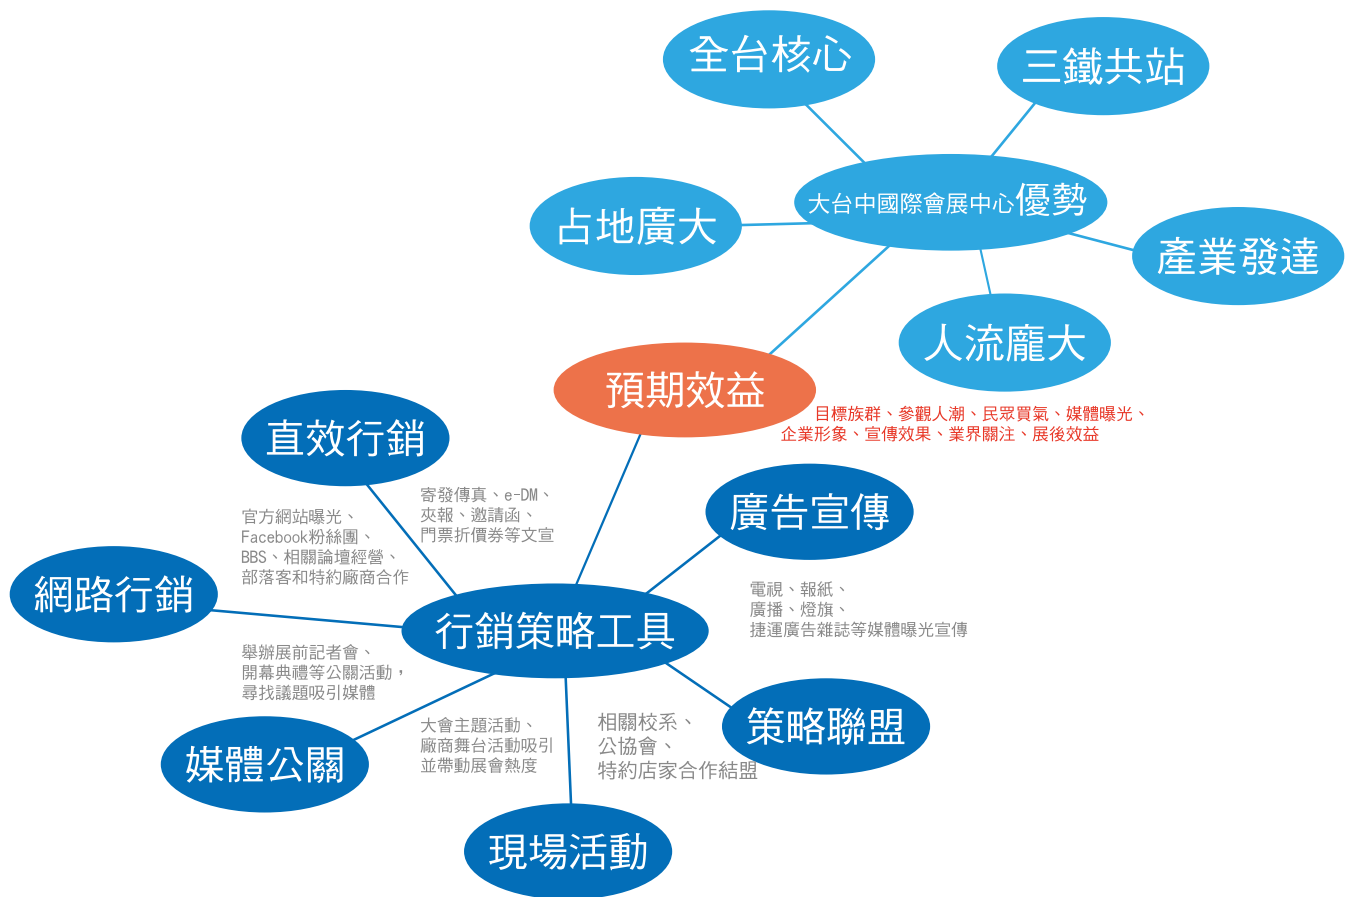 全台核心
三鐵共站
大台中國際會展中心優勢
占地廣大
產業發達
人流龐大
預期效益
目標族群、參觀人潮、民眾買氣、媒體曝光、
企業形象、宣傳效果、業界關注、展後效益
直效行銷
寄發傳真、e-DM、
夾報、邀請函、
門票折價券等文宣
廣告宣傳
官方網站曝光、
Facebook粉絲團、
BBS、相關論壇經營、
部落客和特約廠商合作
網路行銷
行銷策略工具
電視、報紙、
廣播、燈旗、
捷運廣告雜誌等媒體曝光宣傳
舉辦展前記者會、
開幕典禮等公關活動，
尋找議題吸引媒體
媒體公關
大會主題活動、
廠商舞台活動吸引
並帶動展會熱度
相關校系、
公協會、
特約店家合作結盟
策略聯盟
現場活動